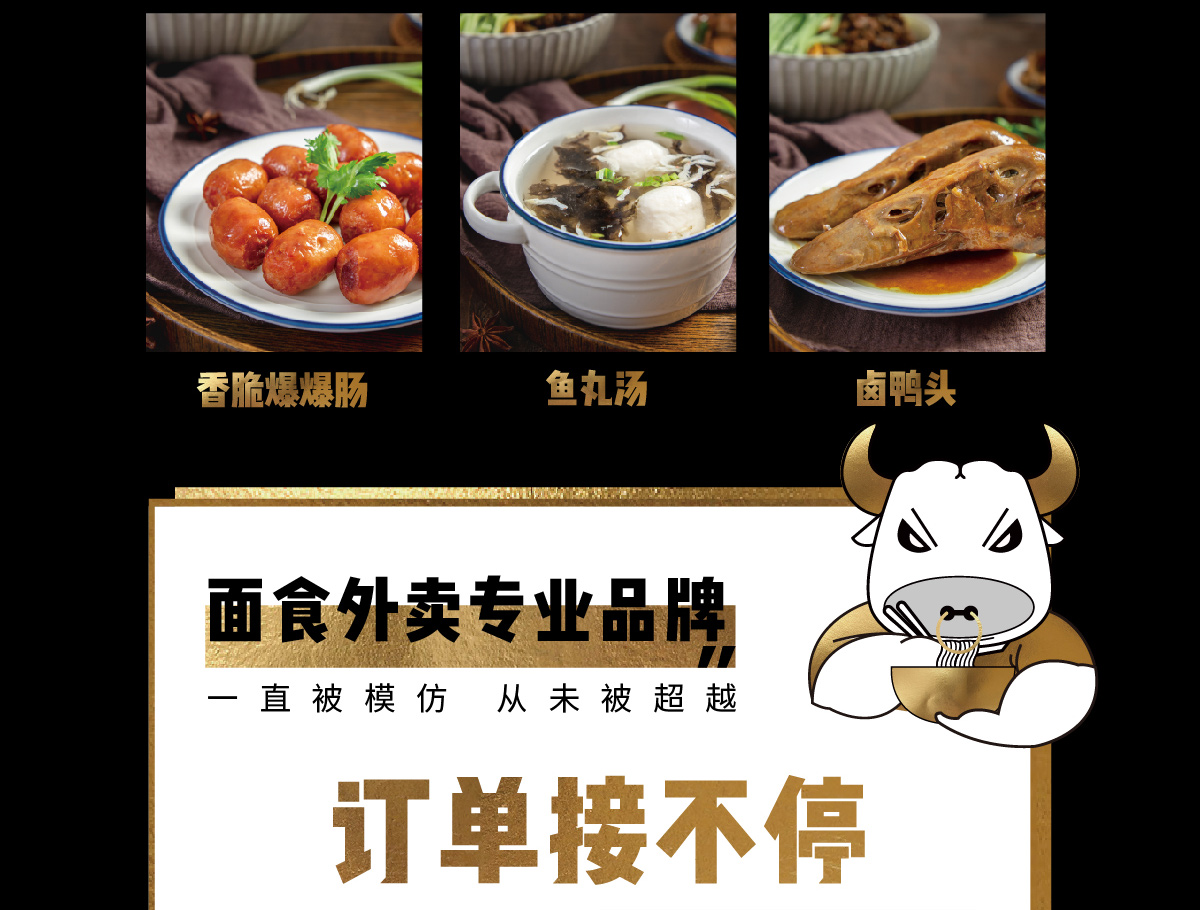 香脆爆爆肠
鱼丸汤
卤鸭头
面食外卖专业品牌
一直被模仿 从未被超越
订单接不停